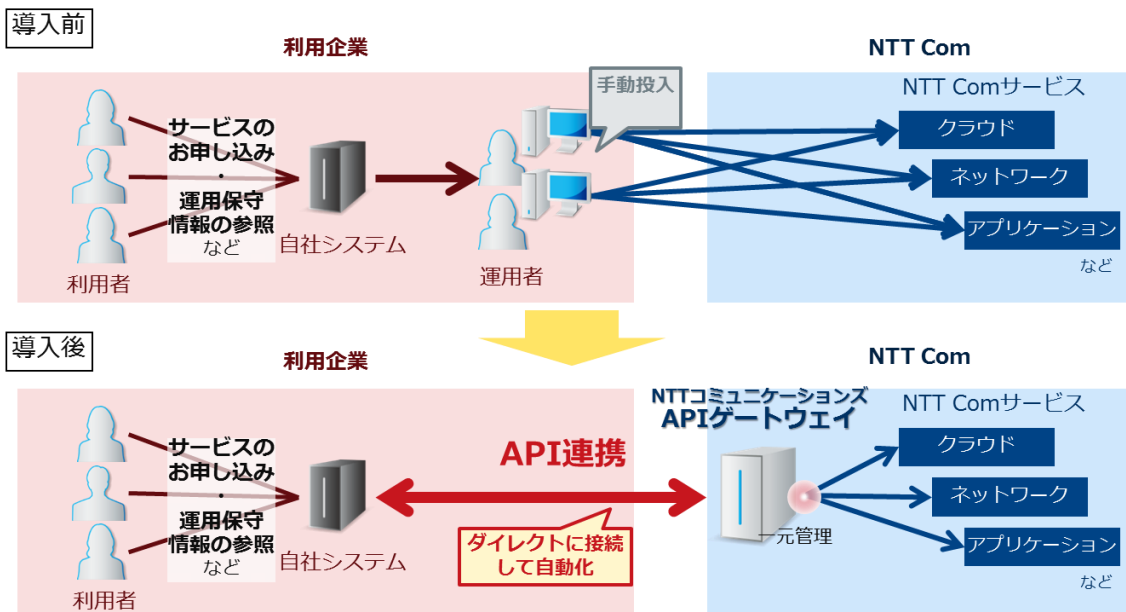 導入前
利用企業
NTT Com
手動投入
NTT Comサービス
サービスの
お申し込み
・
運用保守
情報の参照
など
クラウド
ネットワーク
アプリケーション
など
自社システム
運用者
利用者
導入後
利用企業
NTT Com
NTTコミュニケーションズ
APIゲートウェイ
NTT Comサービス
サービスの
お申し込み
・
運用保守
情報の参照
など
API連携
クラウド
ネットワーク
アプリケーション
など
ダイレクトに接続
して自動化
一元管理
自社システム
利用者